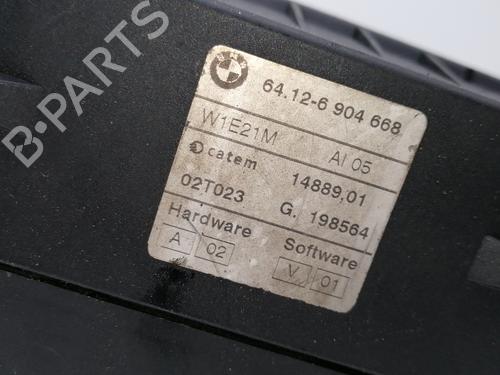 B-PARTS
BMW
64.12-6 904 668
W1E21M AI 05
catem 14889,01
02T023 G. 198564
Hardware Software
A 02 V 01